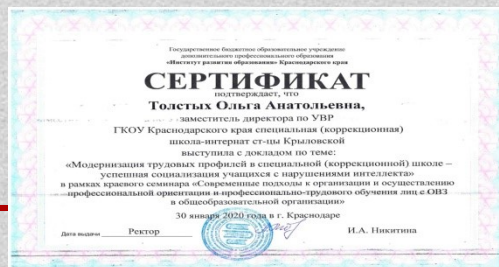 Государственное бюджетное образовательное учреждение
дополнительного профессионального образования
«Институт развития образования» Краснодарского края
СЕРТИФИКАТ
подтверждает, что
Толстых Ольга Анатольевна,
заместитель директора по УВР
ГКОУ Краснодарского края специальная (коррекционная)
школа-интернат ст-цы Крыловской
выступила с докладом по теме:
«Модернизация трудовых профилей в специальной (коррекционной) школе –
успешная социализация учащихся с нарушениями интеллекта»
в рамках краевого семинара «Современные подходы к организации и осуществлению
профессиональной ориентации и профессионально-трудового обучения лиц с ОВЗ
в общеобразовательной организации»
30 января 2020 года в г. Краснодаре
Дата выдачи Ректор И.А. Никитина